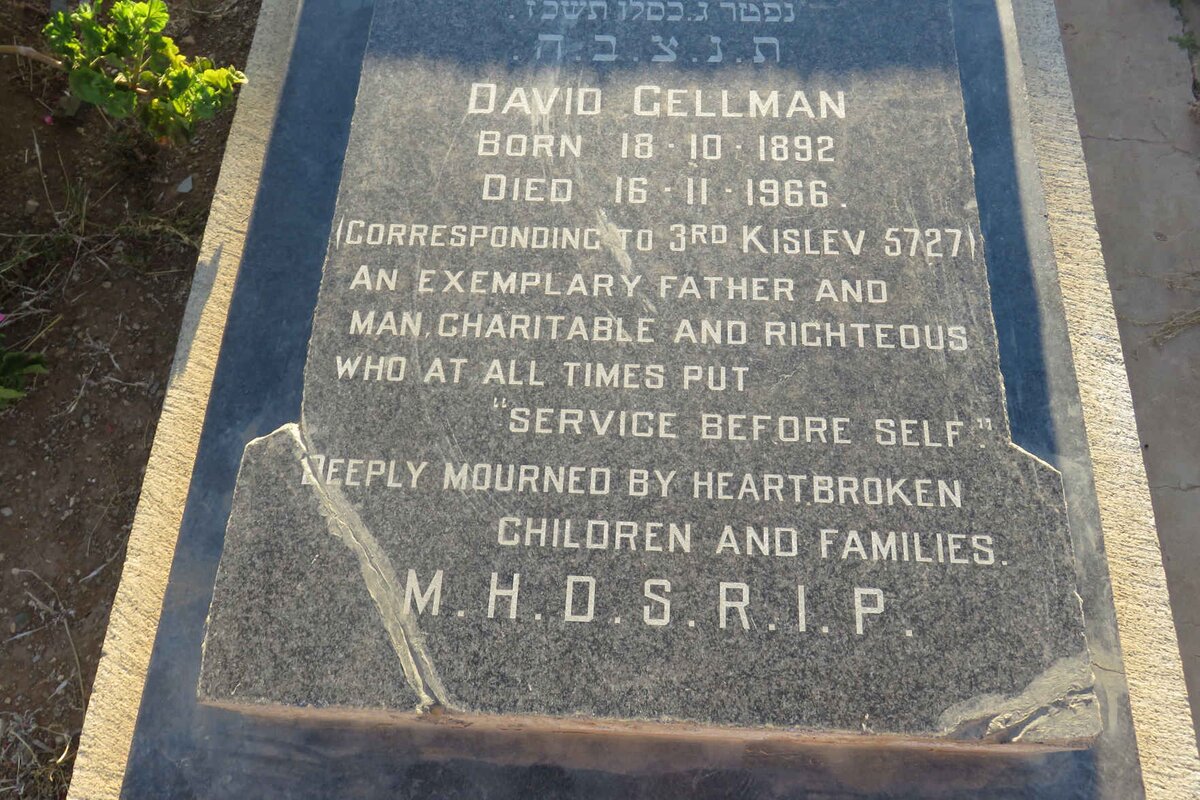 נפטר ג. כסלו תשכז.
ת. נ. צ. ב. ה.
DAVID GELLMAN
BORN 18 · 10 · 1892
DIED 16 · 11 · 1966.
(CORRESPONDING TO 3RD KISLEV 5727)
AN EXEMPLARY FATHER AND
MAN, CHARITABLE AND RIGHTEOUS
WHO AT ALL TIMES PUT
"SERVICE BEFORE SELF".
DEEPLY MOURNED BY HEARTBROKEN
CHILDREN AND FAMILIES.
M.H.D.S.R.I.P.